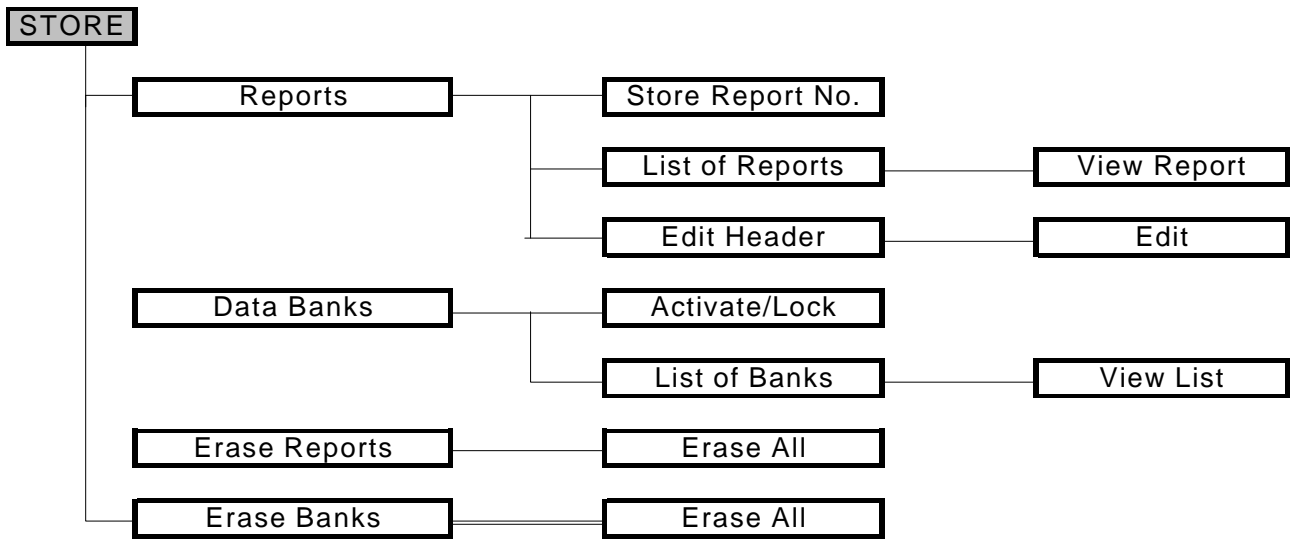 STORE
Reports
Store Report No.
List of Reports
View Report
Edit Header
Edit
Data Banks
Activate/Lock
List of Banks
View List
Erase Reports
Erase All
Erase Banks
Erase All